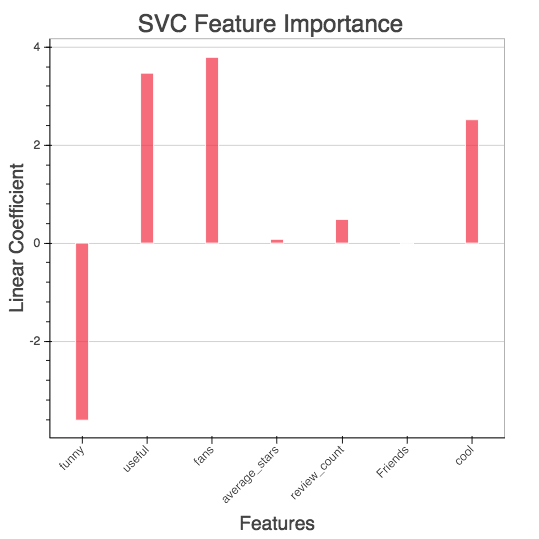 SVC Feature Importance
4
2
0
-2
Linear Coefficient
funny
useful
fans
average_stars
review_count
Friends
cool
Features